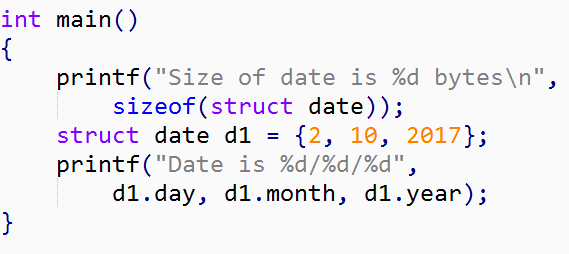 int main()
{
    printf("Size of date is %d bytes\n",
        sizeof(struct date));
    struct date d1 = {2, 10, 2017};
    printf("Date is %d/%d/%d",
        d1.day, d1.month, d1.year);
}